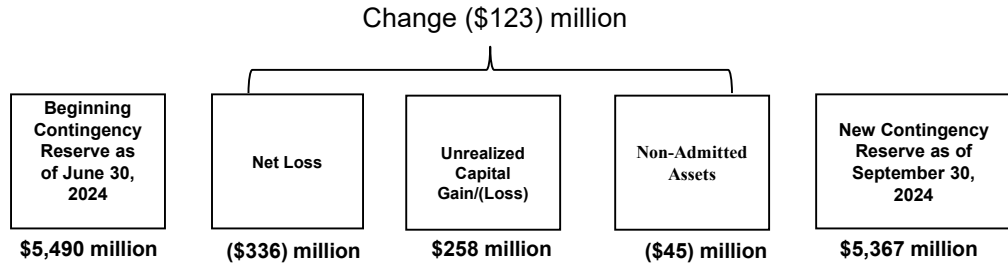 Change ($123) million
Beginning
Contingency
Reserve as
of June 30,
2024
Net Loss
Unrealized
Capital
Gain/(Loss)
Non-Admitted
Assets
New Contingency
Reserve as of
September 30,
2024
$5,490 million
($336) million
$258 million
($45) million
$5,367 million